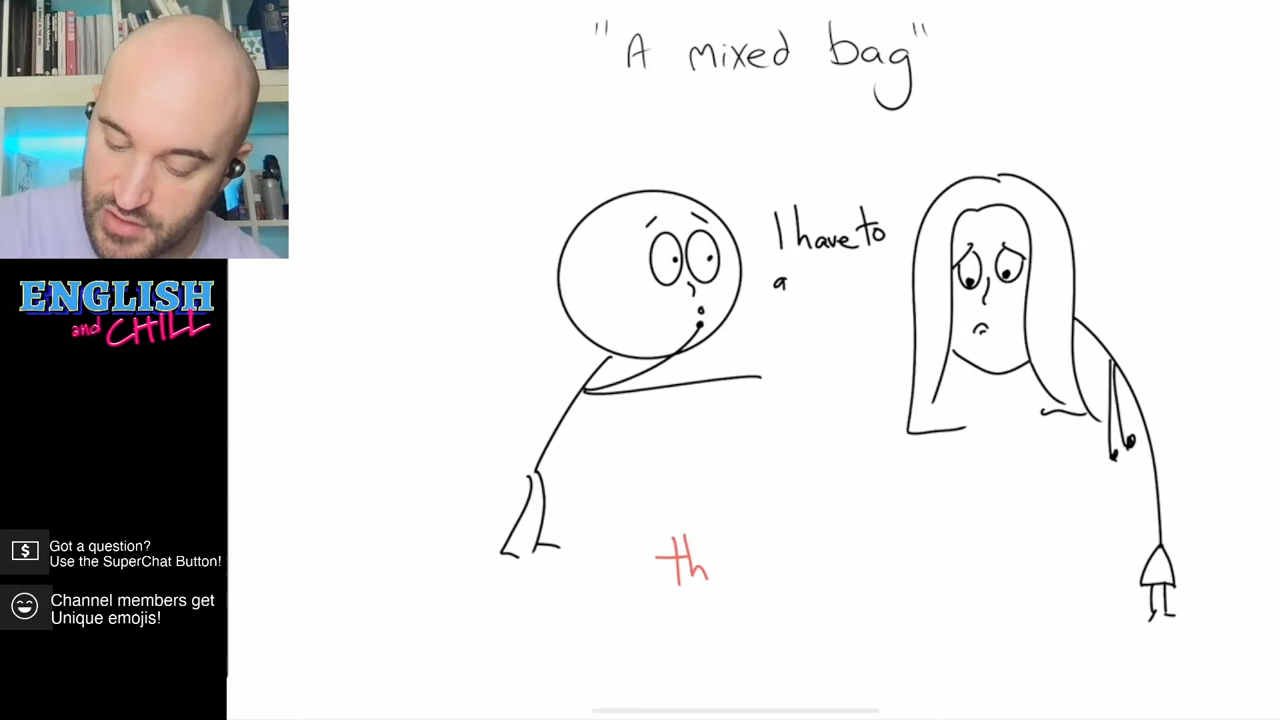 "A mixed bag"
I have to
a
ENGLISH
and CHILL
th
Got a question?
Use the SuperChat Button!
Channel members get
Unique emojis!